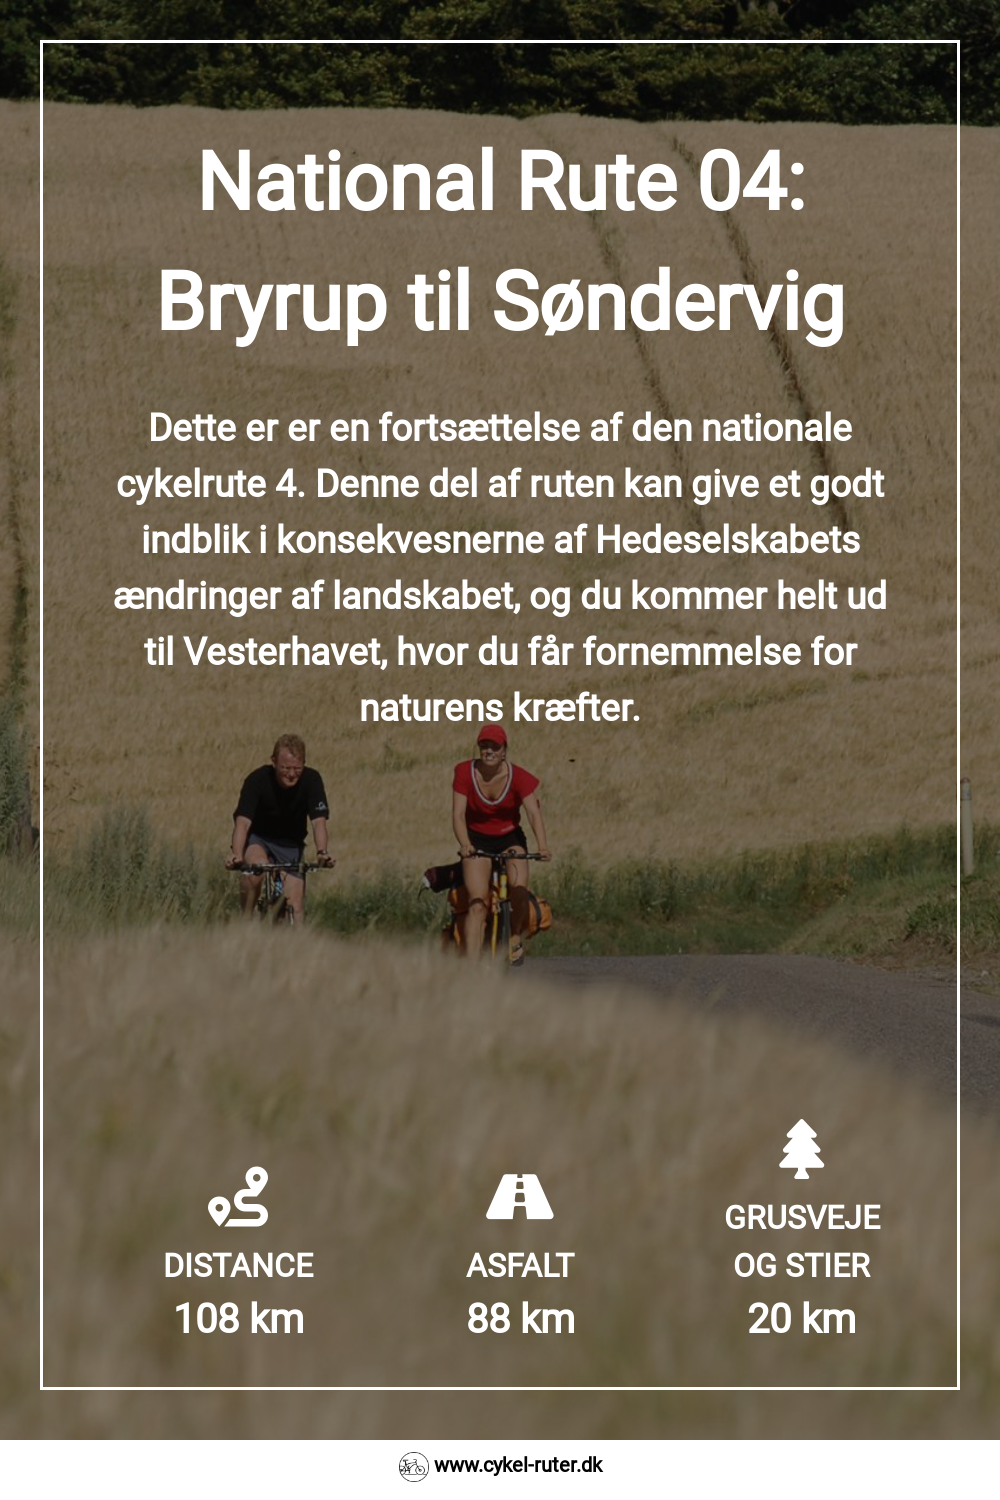 National Rute 04:
Bryrup til Søndervig
Dette er er en fortsættelse af den nationale
cykelrute 4. Denne del af ruten kan give et godt
indblik i konsekvesnerne af Hedeselskabets
ændringer af landskabet, og du kommer helt ud
til Vesterhavet, hvor du får fornemmelse for
naturens kræfter.
DISTANCE
108 km
ASFALT
88 km
GRUSVEJE
OG STIER
20 km
www.cykel-ruter.dk